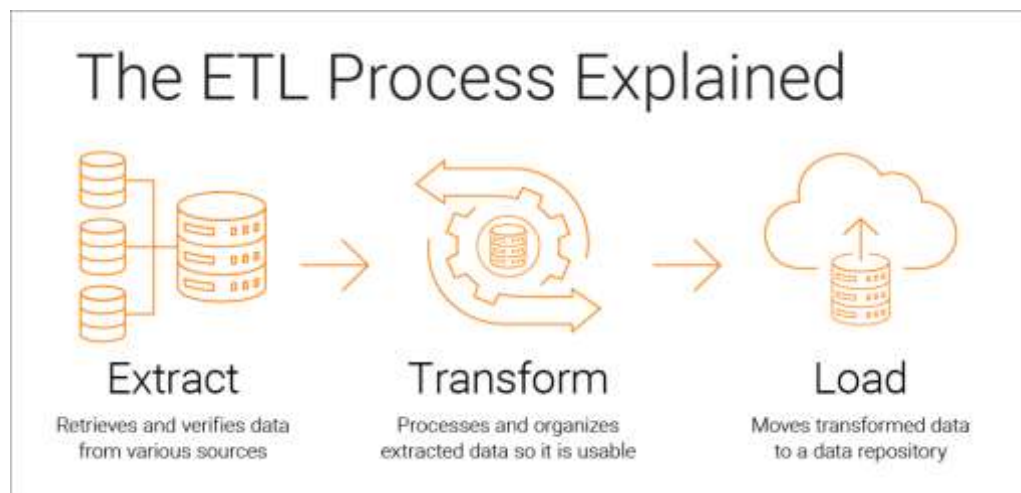 The ETL Process Explained
Extract
Retrieves and verifies data
from various sources
Transform
Processes and organizes
extracted data so it is usable
Load
Moves transformed data
to a data repository